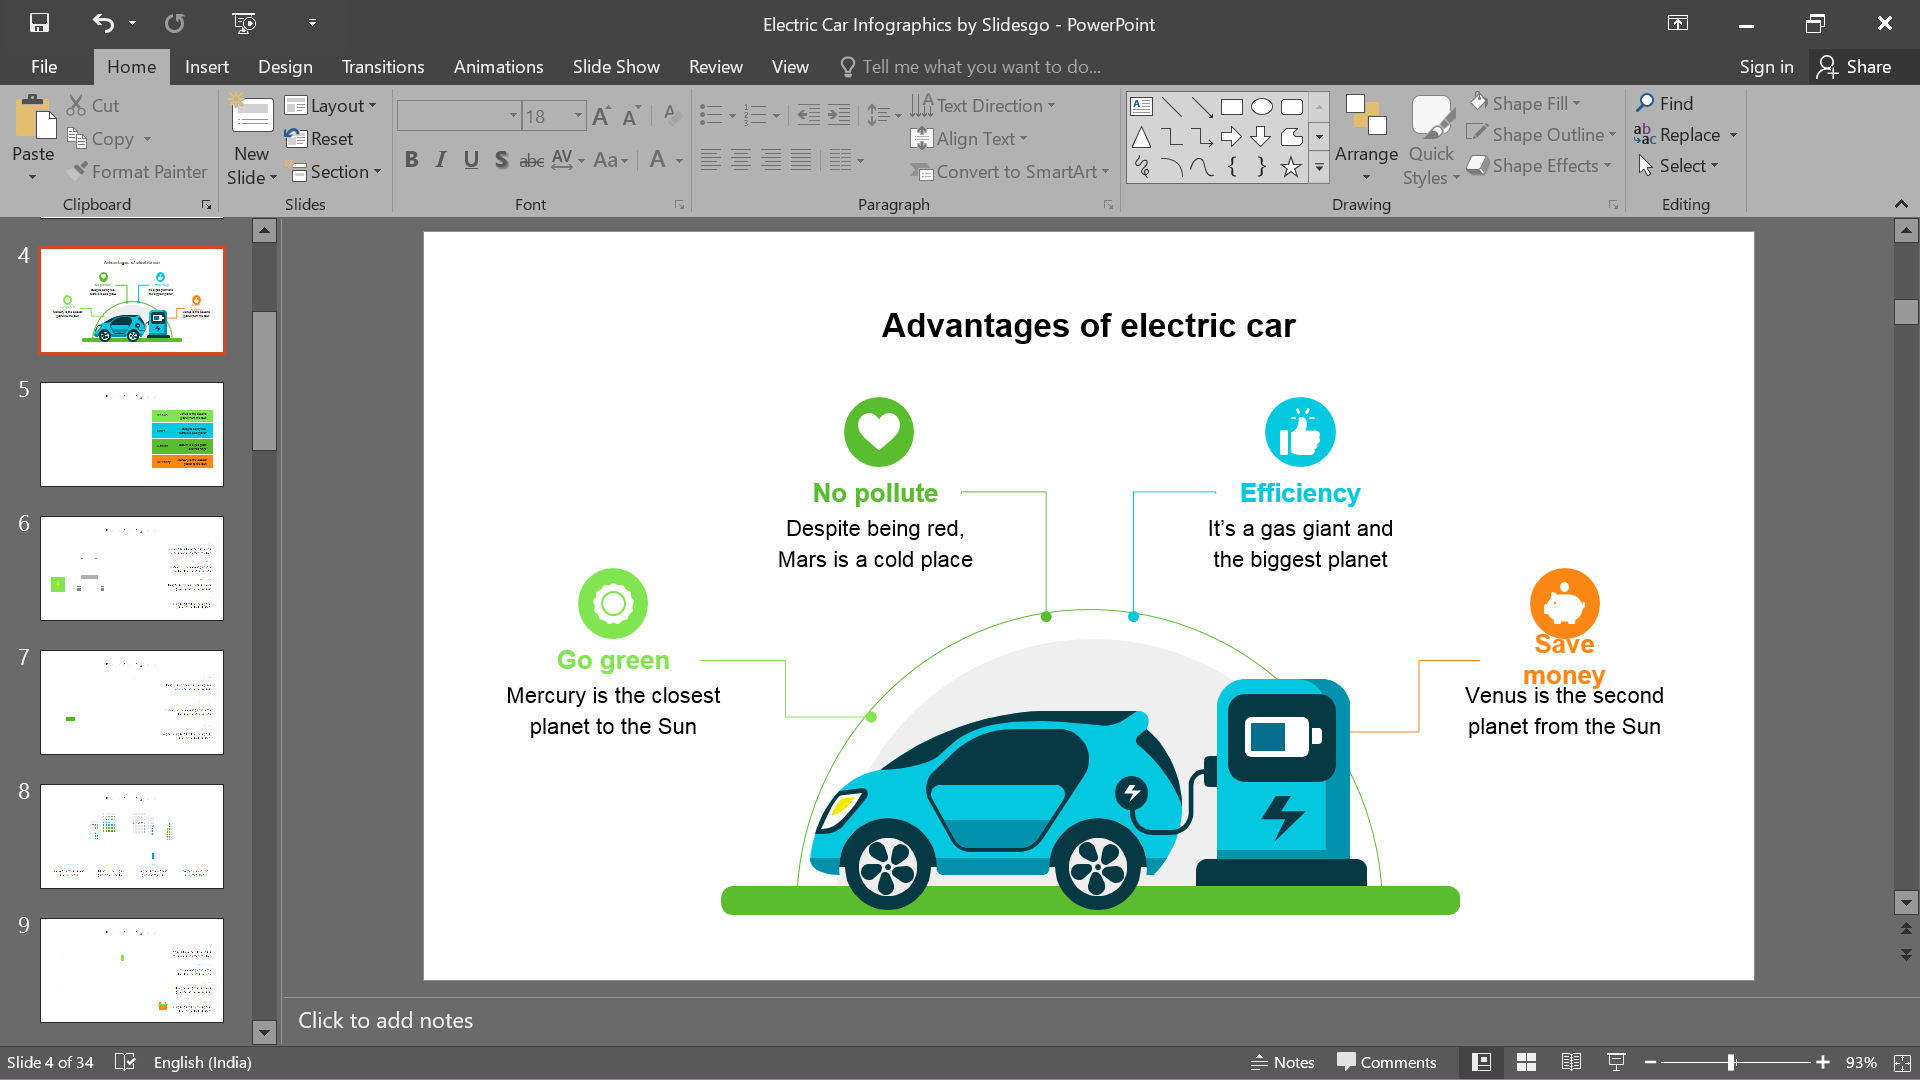 Electric Car Infographics by Slidesgo - PowerPoint
File Home Insert Design Transitions Animations Slide Show Review View Tell me what you want to do... Sign in Share
Paste
Cut
Copy
Format Painter
Clipboard
New Slide
Layout
Reset
Section
Slides
18
B I U S abc AV Aa A
Font
Text Direction
Align Text
Convert to SmartArt
Paragraph
Arrange
Quick Styles
Shape Fill
Shape Outline
Shape Effects
Drawing
Find
Replace
Select
Editing
4
5
6
7
8
9
Advantages of electric car
No pollute
Despite being red,
Mars is a cold place
Efficiency
It’s a gas giant and
the biggest planet
Go green
Mercury is the closest
planet to the Sun
Save
money
Venus is the second
planet from the Sun
Click to add notes
Slide 4 of 34 English (India) Notes Comments 93%